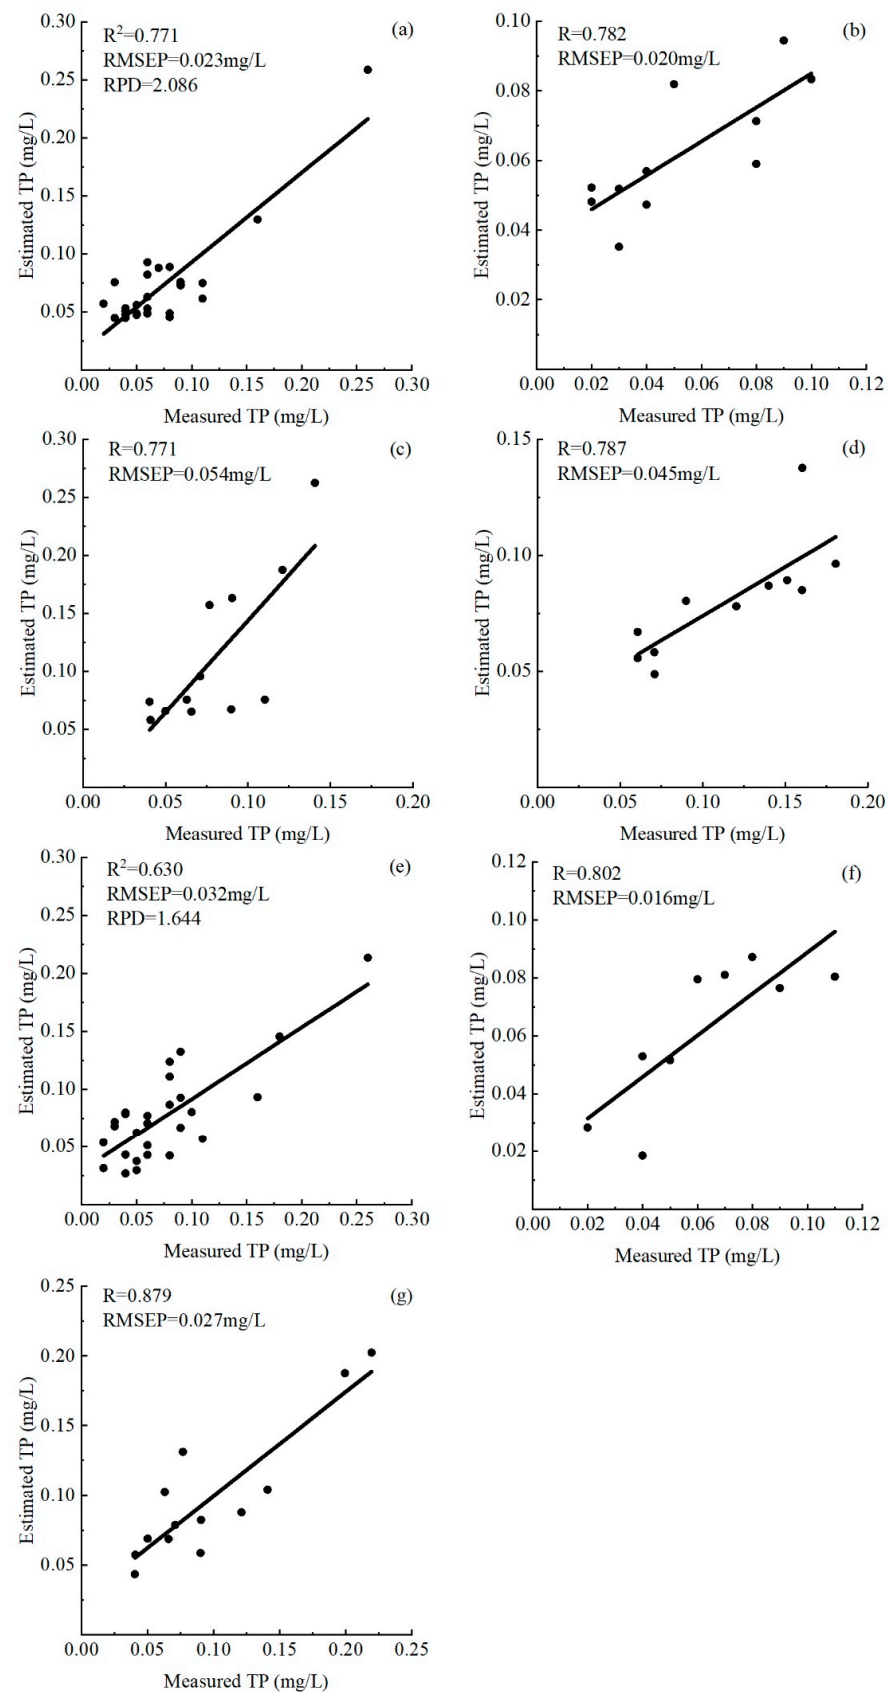 R²=0.771
RMSEP=0.023mg/L
RPD=2.086
(a)
Estimated TP (mg/L)
0.30
0.25
0.20
0.15
0.10
0.05
0.00 0.05 0.10 0.15 0.20 0.25 0.30
Measured TP (mg/L)
R=0.782
RMSEP=0.020mg/L
(b)
Estimated TP (mg/L)
0.10
0.08
0.06
0.04
0.02
0.00 0.02 0.04 0.06 0.08 0.10 0.12
Measured TP (mg/L)
R=0.771
RMSEP=0.054mg/L
(c)
Estimated TP (mg/L)
0.30
0.25
0.20
0.15
0.10
0.05
0.00 0.05 0.10 0.15 0.20
Measured TP (mg/L)
R=0.787
RMSEP=0.045mg/L
(d)
Estimated TP (mg/L)
0.15
0.10
0.05
0.00 0.05 0.10 0.15 0.20
Measured TP (mg/L)
R²=0.630
RMSEP=0.032mg/L
RPD=1.644
(e)
Estimated TP (mg/L)
0.30
0.25
0.20
0.15
0.10
0.05
0.00 0.05 0.10 0.15 0.20 0.25 0.30
Measured TP (mg/L)
R=0.802
RMSEP=0.016mg/L
(f)
Estimated TP (mg/L)
0.12
0.10
0.08
0.06
0.04
0.02
0.00 0.02 0.04 0.06 0.08 0.10 0.12
Measured TP (mg/L)
R=0.879
RMSEP=0.027mg/L
(g)
Estimated TP (mg/L)
0.25
0.20
0.15
0.10
0.05
0.00 0.05 0.10 0.15 0.20 0.25
Measured TP (mg/L)